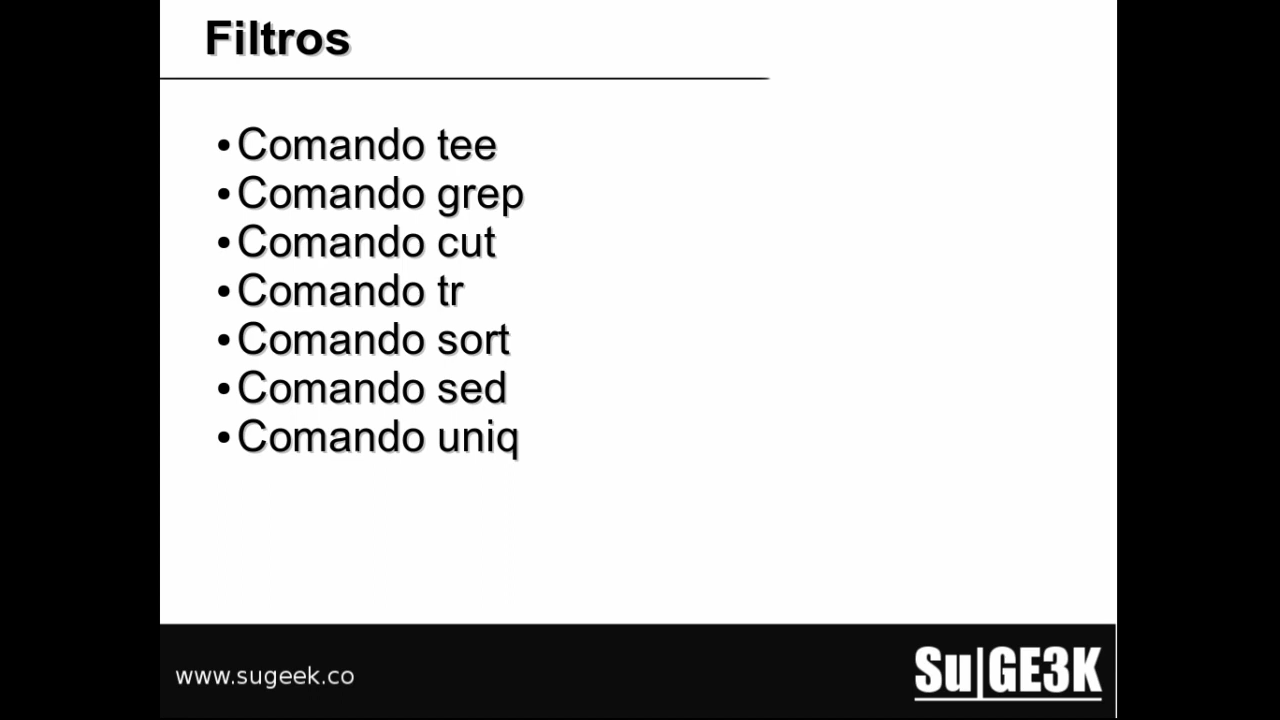 Filtros
•Comando tee
•Comando grep
•Comando cut
•Comando tr
•Comando sort
•Comando sed
•Comando uniq
www.sugeek.co
Su|GE3K